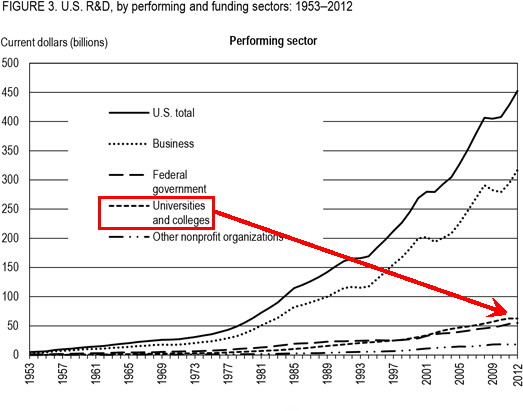 FIGURE 3. U.S. R&D, by performing and funding sectors: 1953–2012
Current dollars (billions)
Performing sector
500
450
400
350
300
250
200
150
100
50
0
U.S. total
Business
Federal
government
Universities
and colleges
Other nonprofit organizations
1953
1957
1961
1965
1969
1973
1977
1981
1985
1989
1993
1997
2001
2005
2009
2012